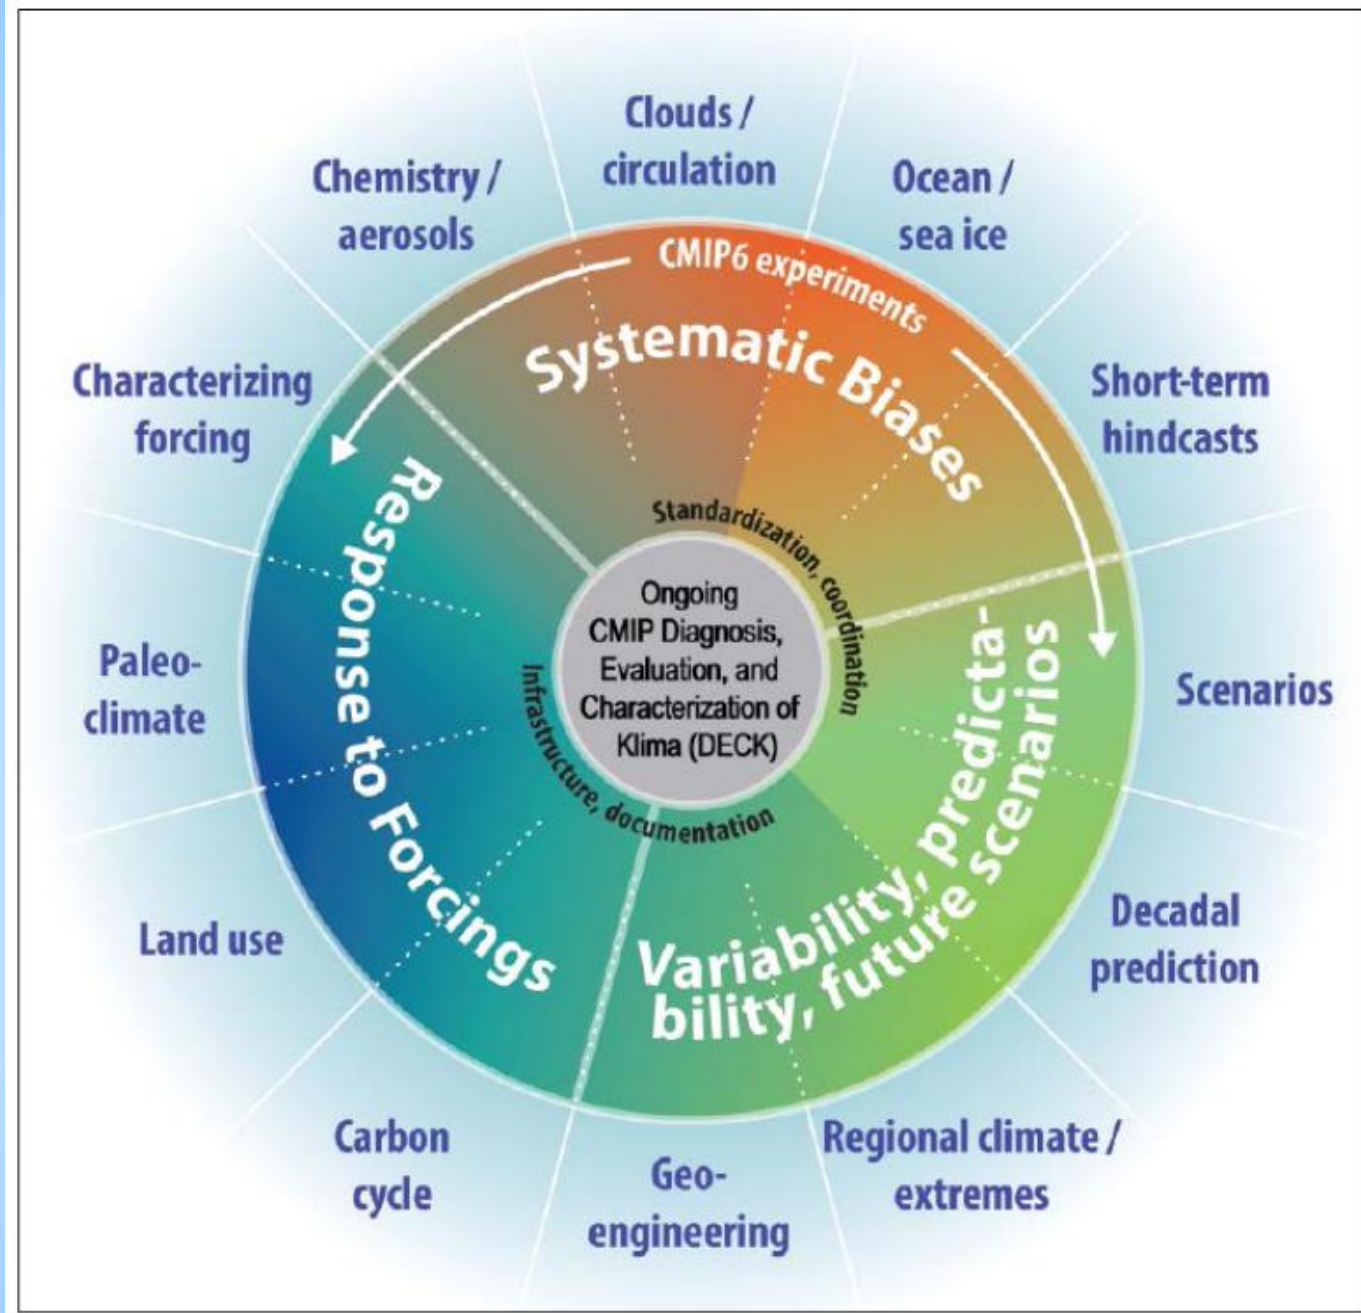 Clouds /
circulation
Ocean /
sea ice
Short-term
hindcasts
Scenarios
Decadal
prediction
Regional climate /
extremes
Geo-
engineering
Carbon
cycle
Land use
Paleo-
climate
Characterizing
forcing
Chemistry /
aerosols
CMIP6 experiments
Systematic Biases
Variability, predicta-
bility, future scenarios
Response to Forcings
Standardization, coordination
Infrastructure, documentation
Ongoing
CMIP Diagnosis,
Evaluation, and
Characterization of
Klima (DECK)